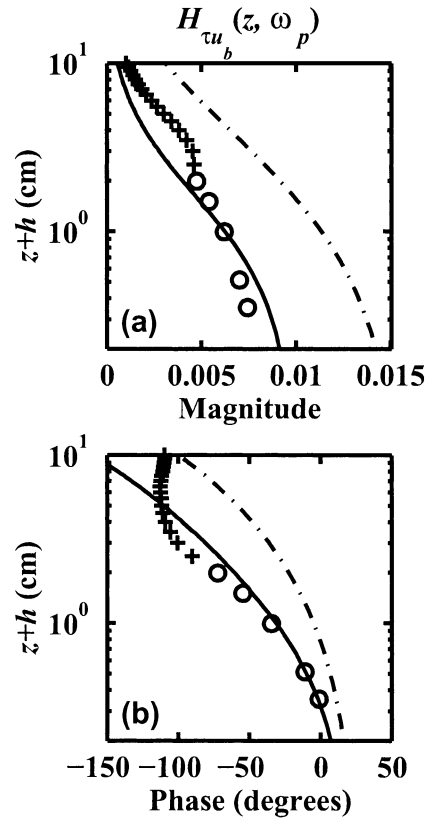 H_{τu_b}(z, ω_p)
10^1
10^0
z+h (cm)
(a)
0 0.005 0.01 0.015
Magnitude
10^1
10^0
z+h (cm)
(b)
−150 −100 −50 0 50
Phase (degrees)